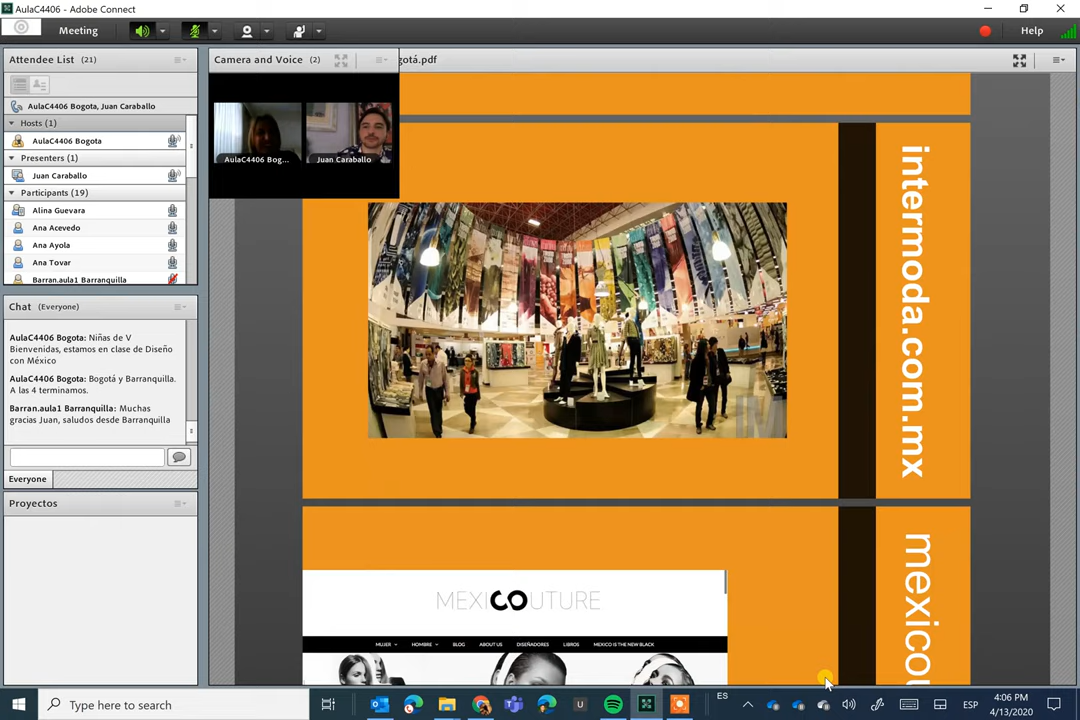 AulaC4406 - Adobe Connect
Meeting
Help
Attendee List (21)
AulaC4406 Bogota, Juan Caraballo
Hosts (1)
AulaC4406 Bogota
Presenters (1)
Juan Caraballo
Participants (19)
Alina Guevara
Ana Acevedo
Ana Ayola
Ana Tovar
Barran.aula1 Barranquilla
Chat (Everyone)
AulaC4406 Bogota: Niñas de V
Bienvenidas, estamos en clase de Diseño
con México
AulaC4406 Bogota: Bogotá y Barranquilla.
A las 4 terminamos.
Barran.aula1 Barranquilla: Muchas
gracias Juan, saludos desde Barranquilla
Everyone
Proyectos
Camera and Voice (2)
AulaC4406 Bog...
Juan Caraballo
gotá.pdf
intermoda.com.mx
IM
MEXICOUTURE
MUJER HOMBRE BLOG ABOUT US DISEÑADORES LIBROS MEXICO IS THE NEW BLACK
mexicou
Type here to search
U
ES
ESP
4:06 PM
4/13/2020